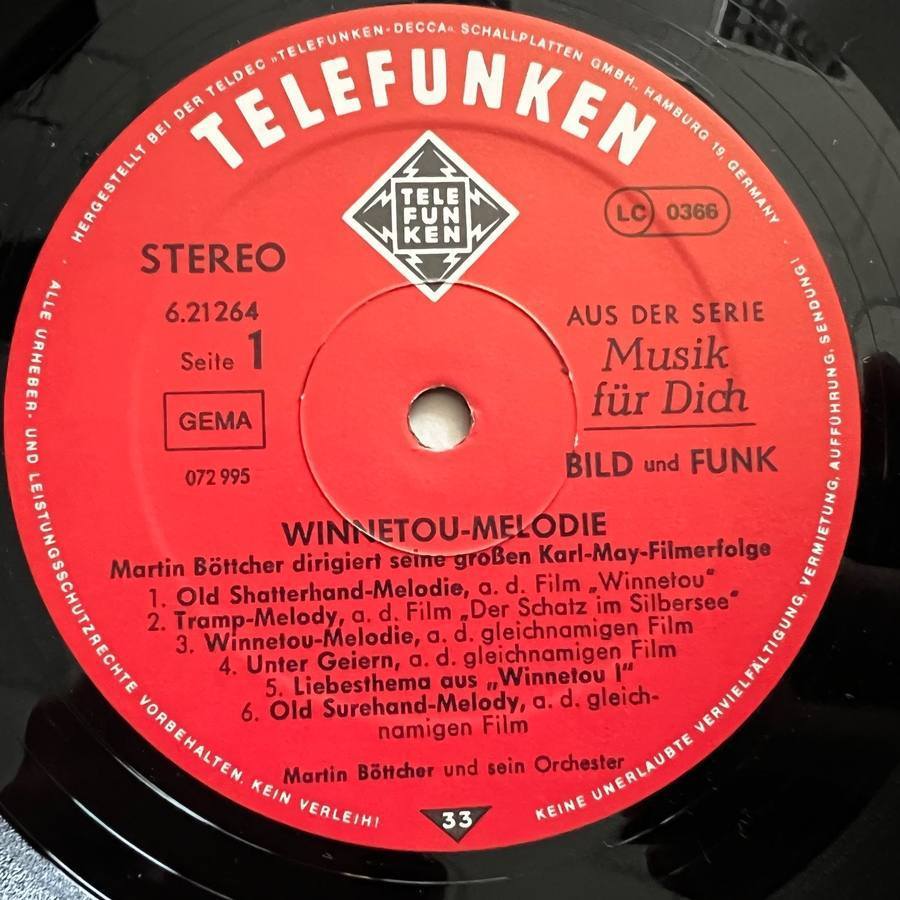 HERGESTELLT BEI DER TELDEC »TELEFUNKEN-DECCA« SCHALLPLATTEN GMBH., HAMBURG 19, GERMANY
TELEFUNKEN
TELE
FUN
KEN
LC 0366
STEREO
6.21264
Seite 1
GEMA
072 995
AUS DER SERIE
Musik
für Dich
BILD und FUNK
WINNETOU-MELODIE
Martin Böttcher dirigiert seine großen Karl-May-Filmerfolge
1. Old Shatterhand-Melodie, a. d. Film „Winnetou"
2. Tramp-Melody, a. d. Film „Der Schatz im Silbersee"
3. Winnetou-Melodie, a. d. gleichnamigen Film
4. Unter Geiern, a. d. gleichnamigen Film
5. Liebesthema aus „Winnetou I"
6. Old Surehand-Melody, a. d. gleich-
namigen Film
Martin Böttcher und sein Orchester
33
ALLE URHEBER- UND LEISTUNGSSCHUTZRECHTE VORBEHALTEN. KEIN VERLEIH!
KEINE UNERLAUBTE VERVIELFÄLTIGUNG, VERMIETUNG, AUFFÜHRUNG, SENDUNG!